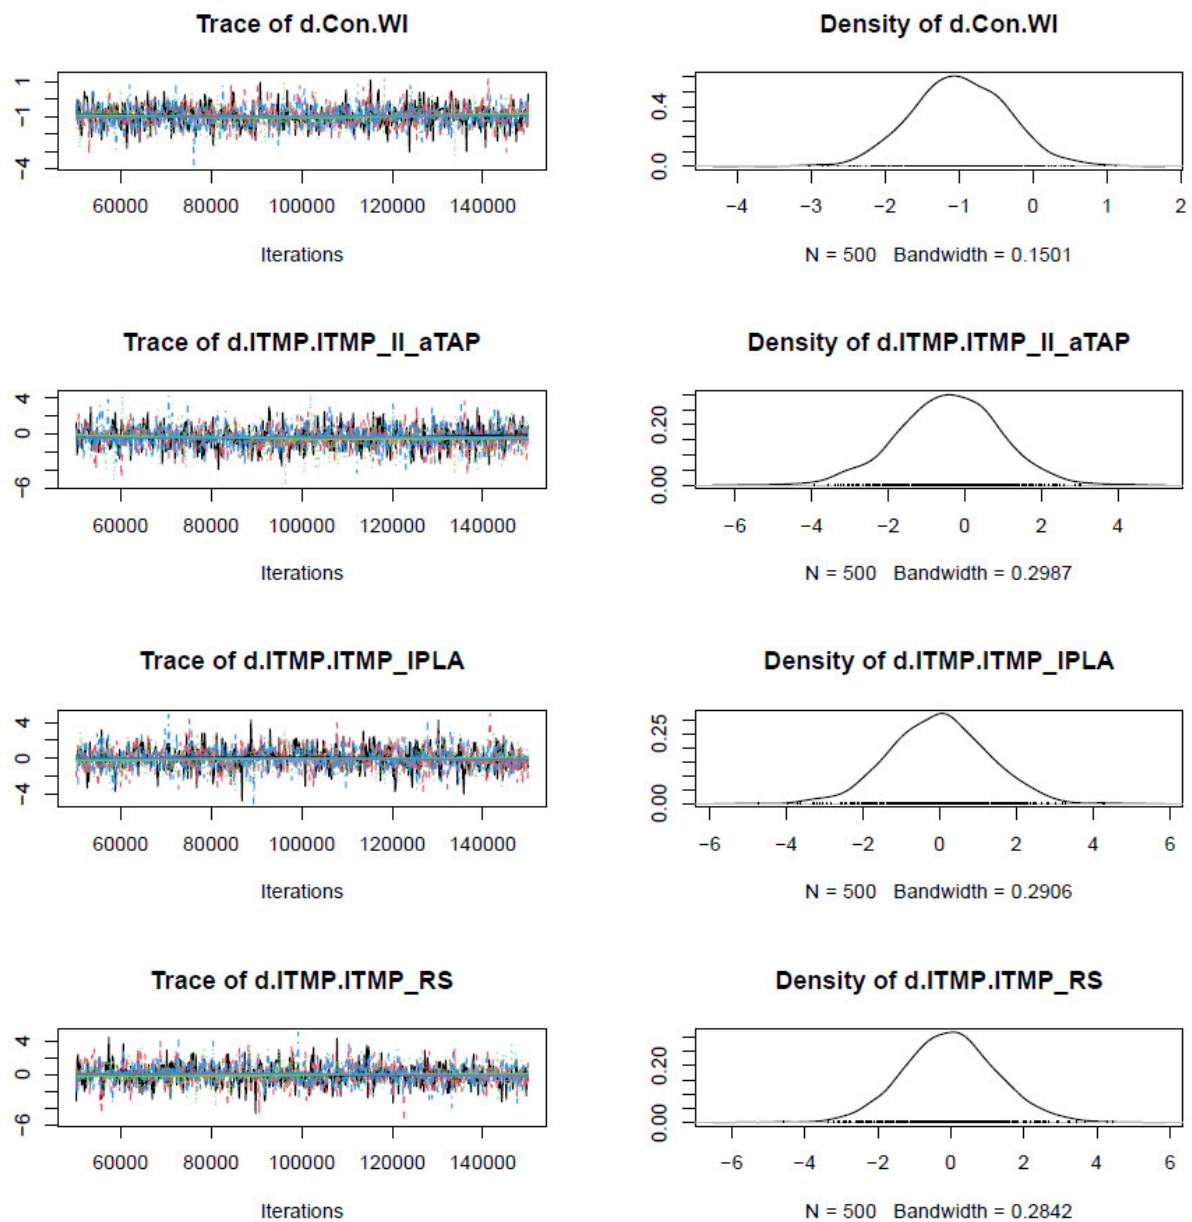 Trace of d.Con.WI
Density of d.Con.WI
1
−1
−4
60000 80000 100000 120000 140000
Iterations
0.4
0.0
−4 −3 −2 −1 0 1 2
N = 500 Bandwidth = 0.1501
Trace of d.ITMP.ITMP_II_aTAP
Density of d.ITMP.ITMP_II_aTAP
4
0
−6
60000 80000 100000 120000 140000
Iterations
0.20
0.00
−6 −4 −2 0 2 4
N = 500 Bandwidth = 0.2987
Trace of d.ITMP.ITMP_IPLA
Density of d.ITMP.ITMP_IPLA
4
0
−4
60000 80000 100000 120000 140000
Iterations
0.25
0.00
−6 −4 −2 0 2 4 6
N = 500 Bandwidth = 0.2906
Trace of d.ITMP.ITMP_RS
Density of d.ITMP.ITMP_RS
4
0
−6
60000 80000 100000 120000 140000
Iterations
0.20
0.00
−6 −4 −2 0 2 4 6
N = 500 Bandwidth = 0.2842